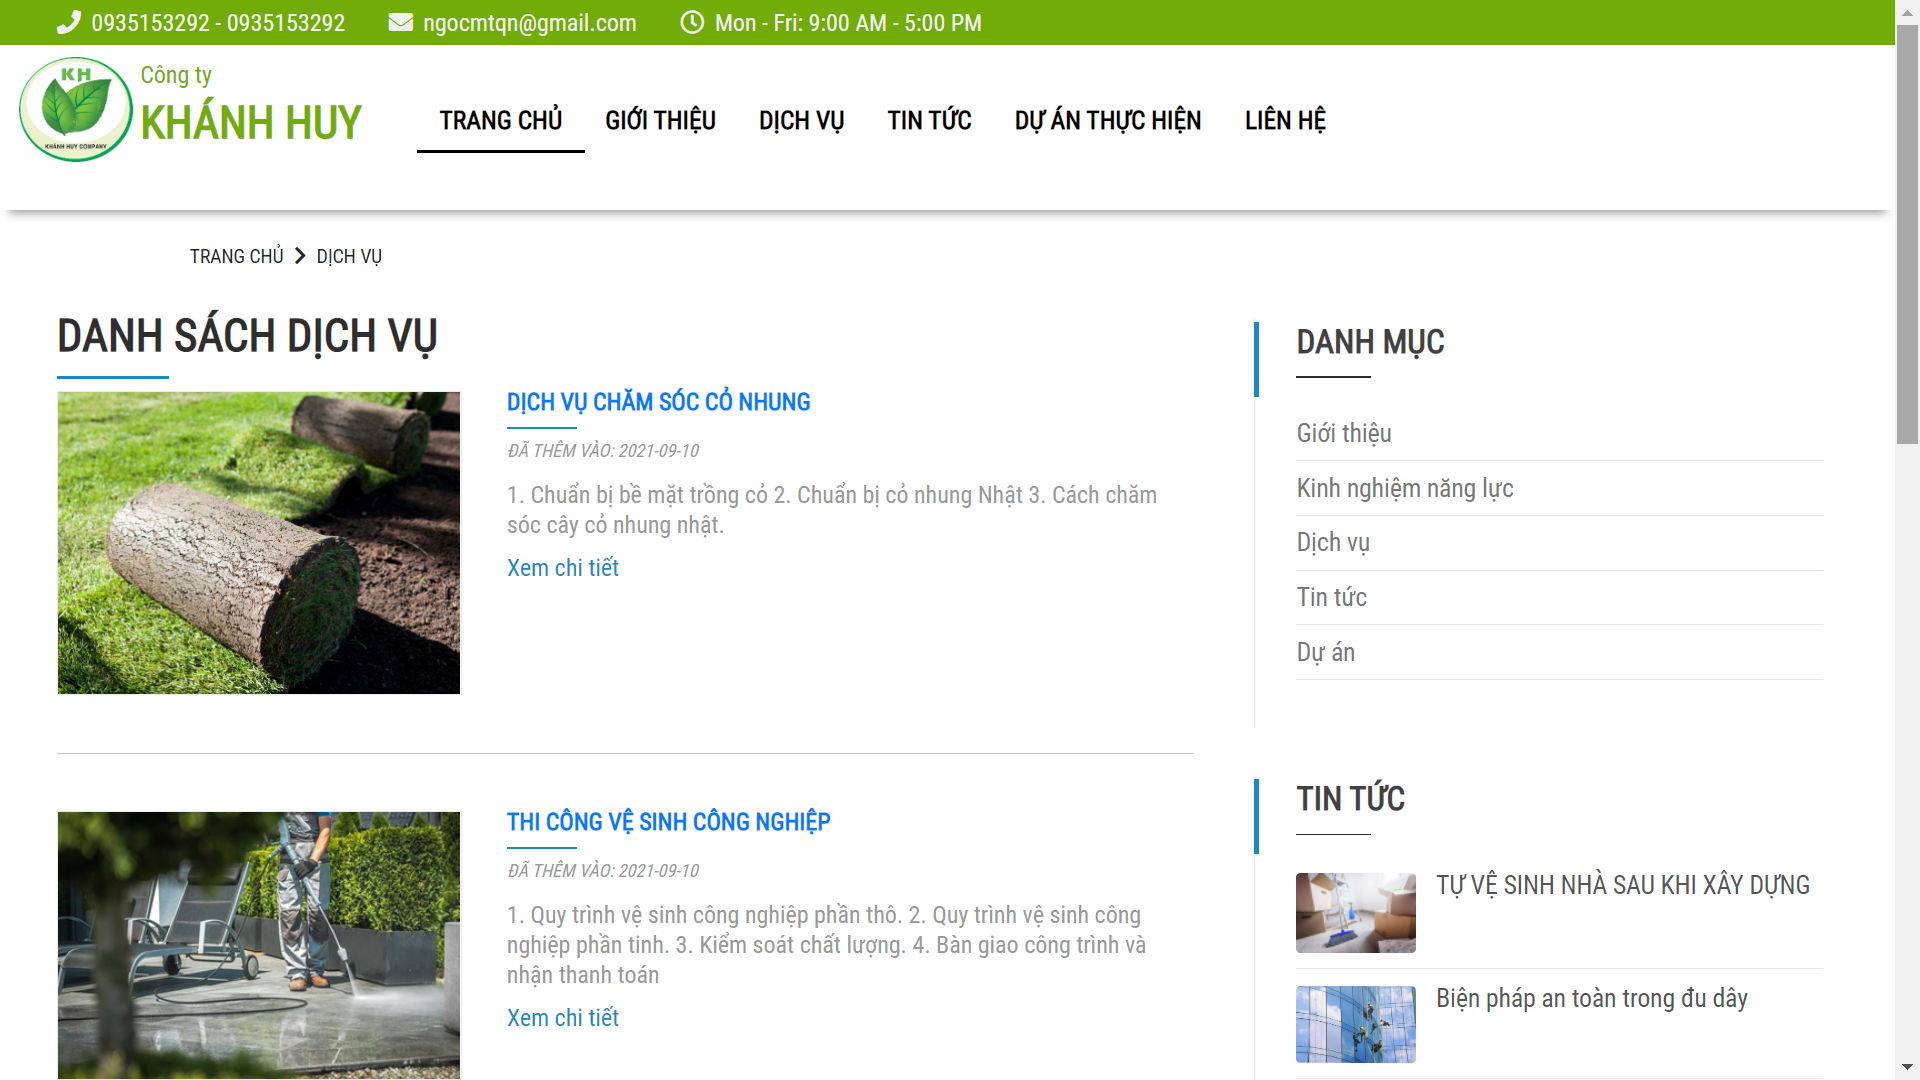 0935153292 - 0935153292
ngocmtqn@gmail.com
Mon - Fri: 9:00 AM - 5:00 PM
KH
KHÁNH HUY COMPANY
Công ty
KHÁNH HUY
TRANG CHỦ
GIỚI THIỆU
DỊCH VỤ
TIN TỨC
DỰ ÁN THỰC HIỆN
LIÊN HỆ
TRANG CHỦ
DỊCH VỤ
DANH SÁCH DỊCH VỤ
DỊCH VỤ CHĂM SÓC CỎ NHUNG
ĐÃ THÊM VÀO: 2021-09-10
1. Chuẩn bị bề mặt trồng cỏ 2. Chuẩn bị cỏ nhung Nhật 3. Cách chăm
sóc cây cỏ nhung nhật.
Xem chi tiết
THI CÔNG VỆ SINH CÔNG NGHIỆP
ĐÃ THÊM VÀO: 2021-09-10
1. Quy trình vệ sinh công nghiệp phần thô. 2. Quy trình vệ sinh công
nghiệp phần tinh. 3. Kiểm soát chất lượng. 4. Bàn giao công trình và
nhận thanh toán
Xem chi tiết
DANH MỤC
Giới thiệu
Kinh nghiệm năng lực
Dịch vụ
Tin tức
Dự án
TIN TỨC
TỰ VỆ SINH NHÀ SAU KHI XÂY DỰNG
Biện pháp an toàn trong đu dây